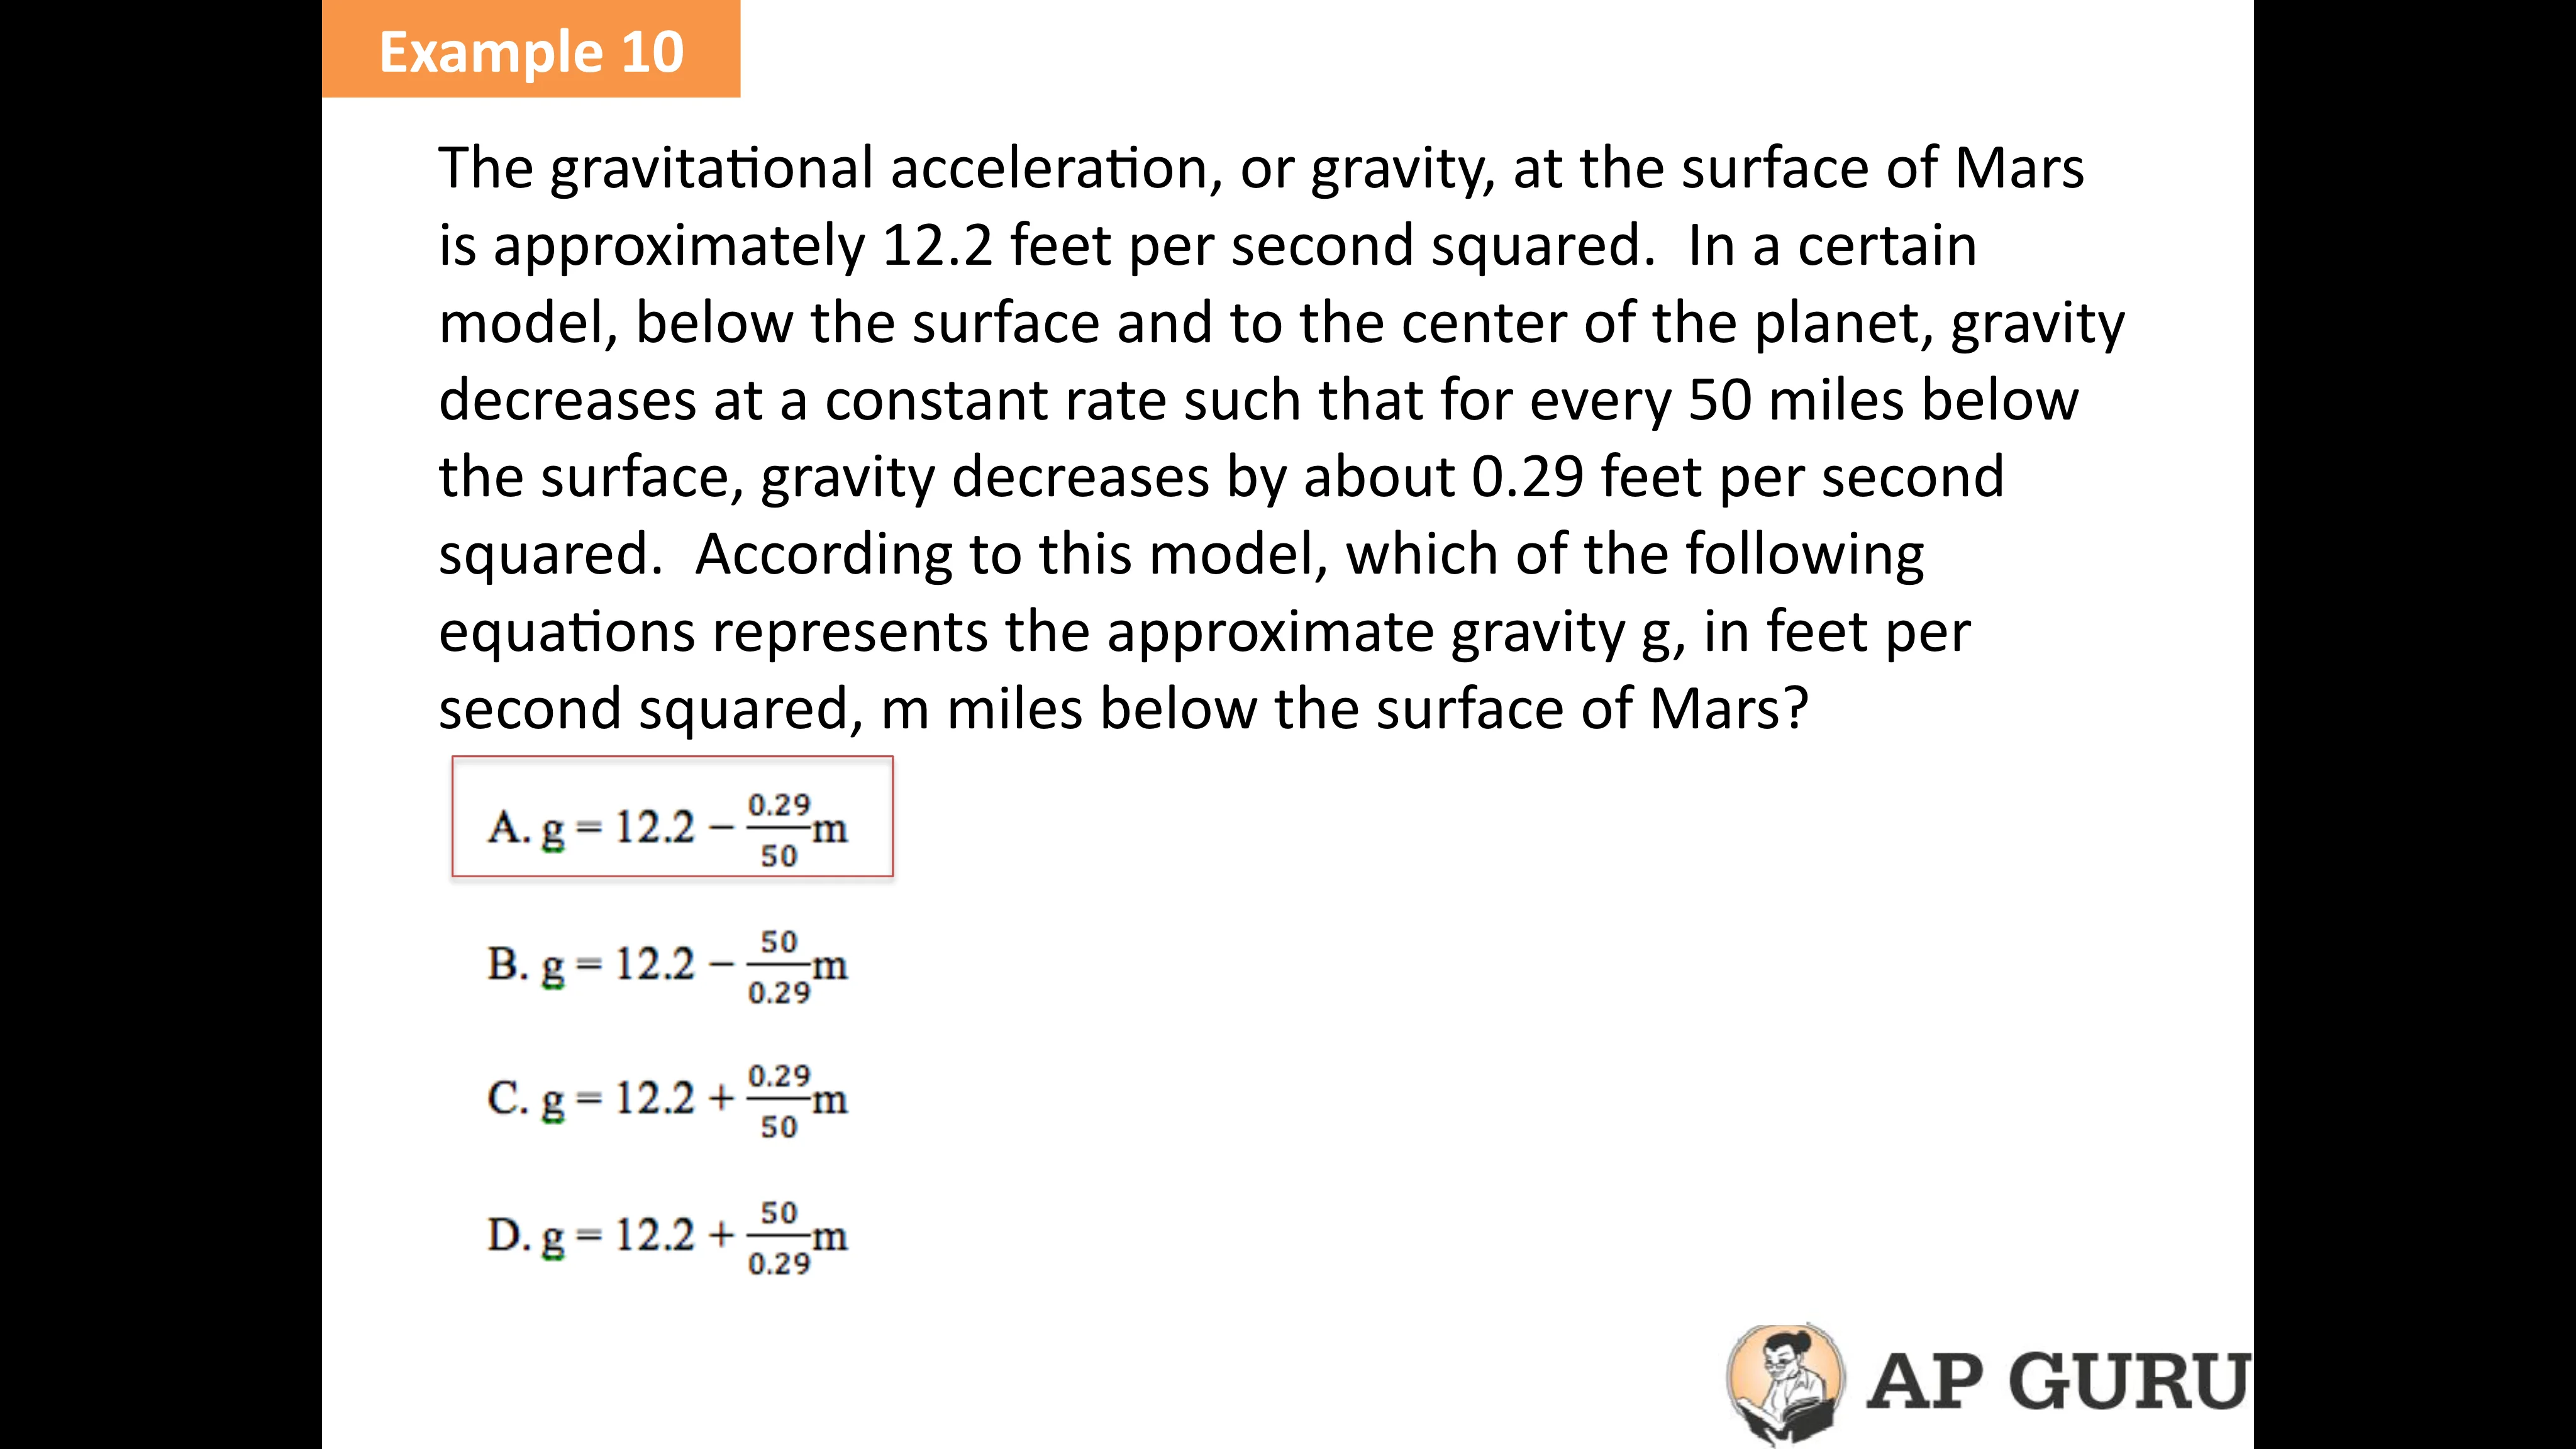 Example 10
The gravitational acceleration, or gravity, at the surface of Mars
is approximately 12.2 feet per second squared.  In a certain
model, below the surface and to the center of the planet, gravity
decreases at a constant rate such that for every 50 miles below
the surface, gravity decreases by about 0.29 feet per second
squared.  According to this model, which of the following
equations represents the approximate gravity g, in feet per
second squared, m miles below the surface of Mars?
A. g = 12.2 − 0.29/50 m
B. g = 12.2 − 50/0.29 m
C. g = 12.2 + 0.29/50 m
D. g = 12.2 + 50/0.29 m
AP GURU